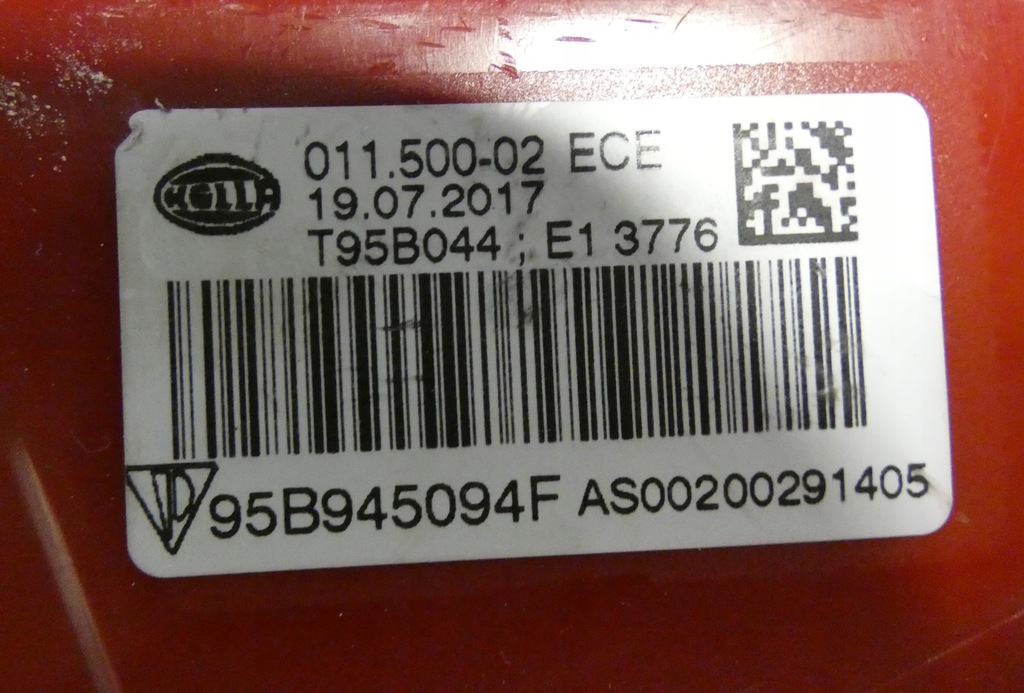 HELLA
011.500-02 ECE
19.07.2017
T95B044 ; E1 3776
95B945094F AS00200291405